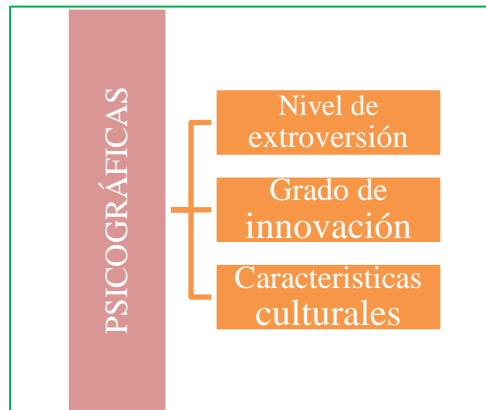 PSICOGRÁFICAS
Nivel de
extroversión
Grado de
innovación
Caracteristicas
culturales